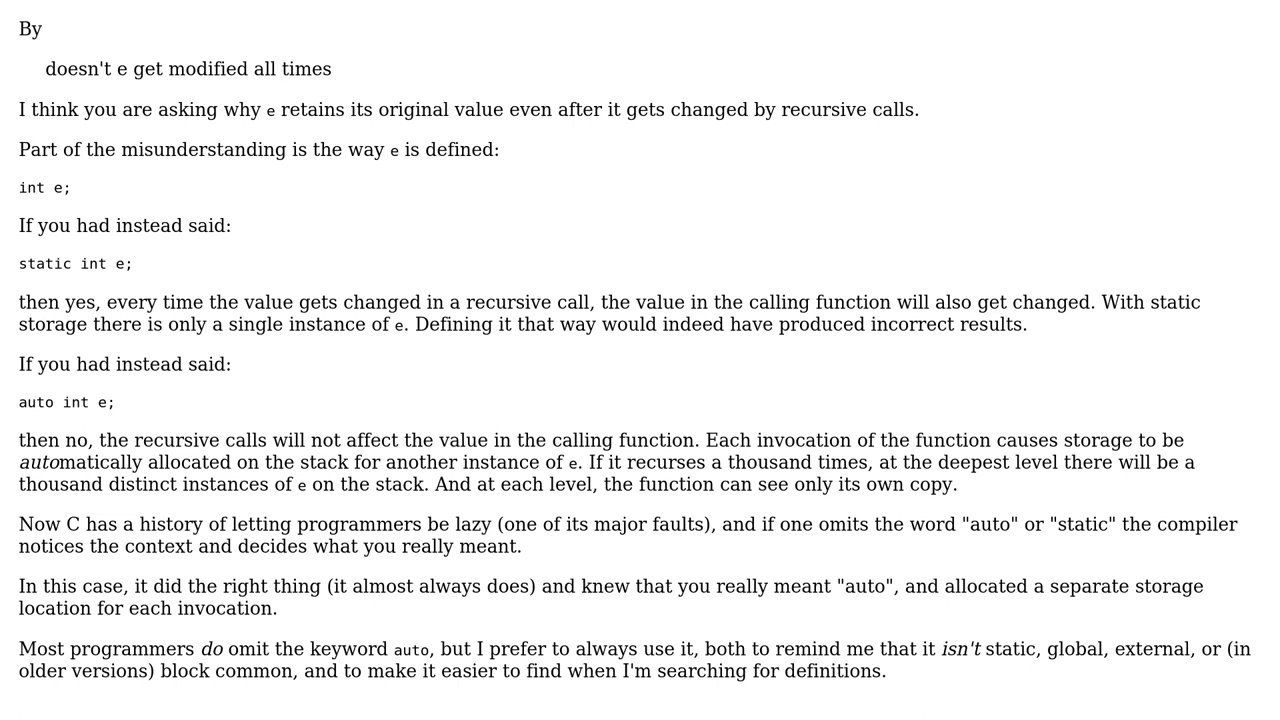 By
doesn't e get modified all times
I think you are asking why e retains its original value even after it gets changed by recursive calls.
Part of the misunderstanding is the way e is defined:
int e;
If you had instead said:
static int e;
then yes, every time the value gets changed in a recursive call, the value in the calling function will also get changed. With static
storage there is only a single instance of e. Defining it that way would indeed have produced incorrect results.
If you had instead said:
auto int e;
then no, the recursive calls will not affect the value in the calling function. Each invocation of the function causes storage to be
automatically allocated on the stack for another instance of e. If it recurses a thousand times, at the deepest level there will be a
thousand distinct instances of e on the stack. And at each level, the function can see only its own copy.
Now C has a history of letting programmers be lazy (one of its major faults), and if one omits the word "auto" or "static" the compiler
notices the context and decides what you really meant.
In this case, it did the right thing (it almost always does) and knew that you really meant "auto", and allocated a separate storage
location for each invocation.
Most programmers do omit the keyword auto, but I prefer to always use it, both to remind me that it isn't static, global, external, or (in
older versions) block common, and to make it easier to find when I'm searching for definitions.